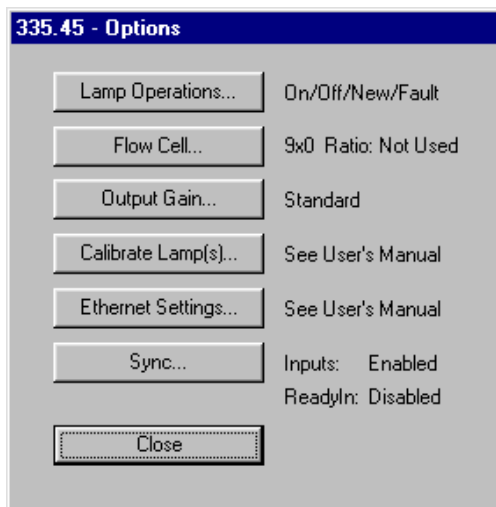 335.45 - Options
Lamp Operations... On/Off/New/Fault
Flow Cell... 9x0 Ratio: Not Used
Output Gain... Standard
Calibrate Lamp(s)... See User's Manual
Ethernet Settings... See User's Manual
Sync... Inputs: Enabled
ReadyIn: Disabled
Close